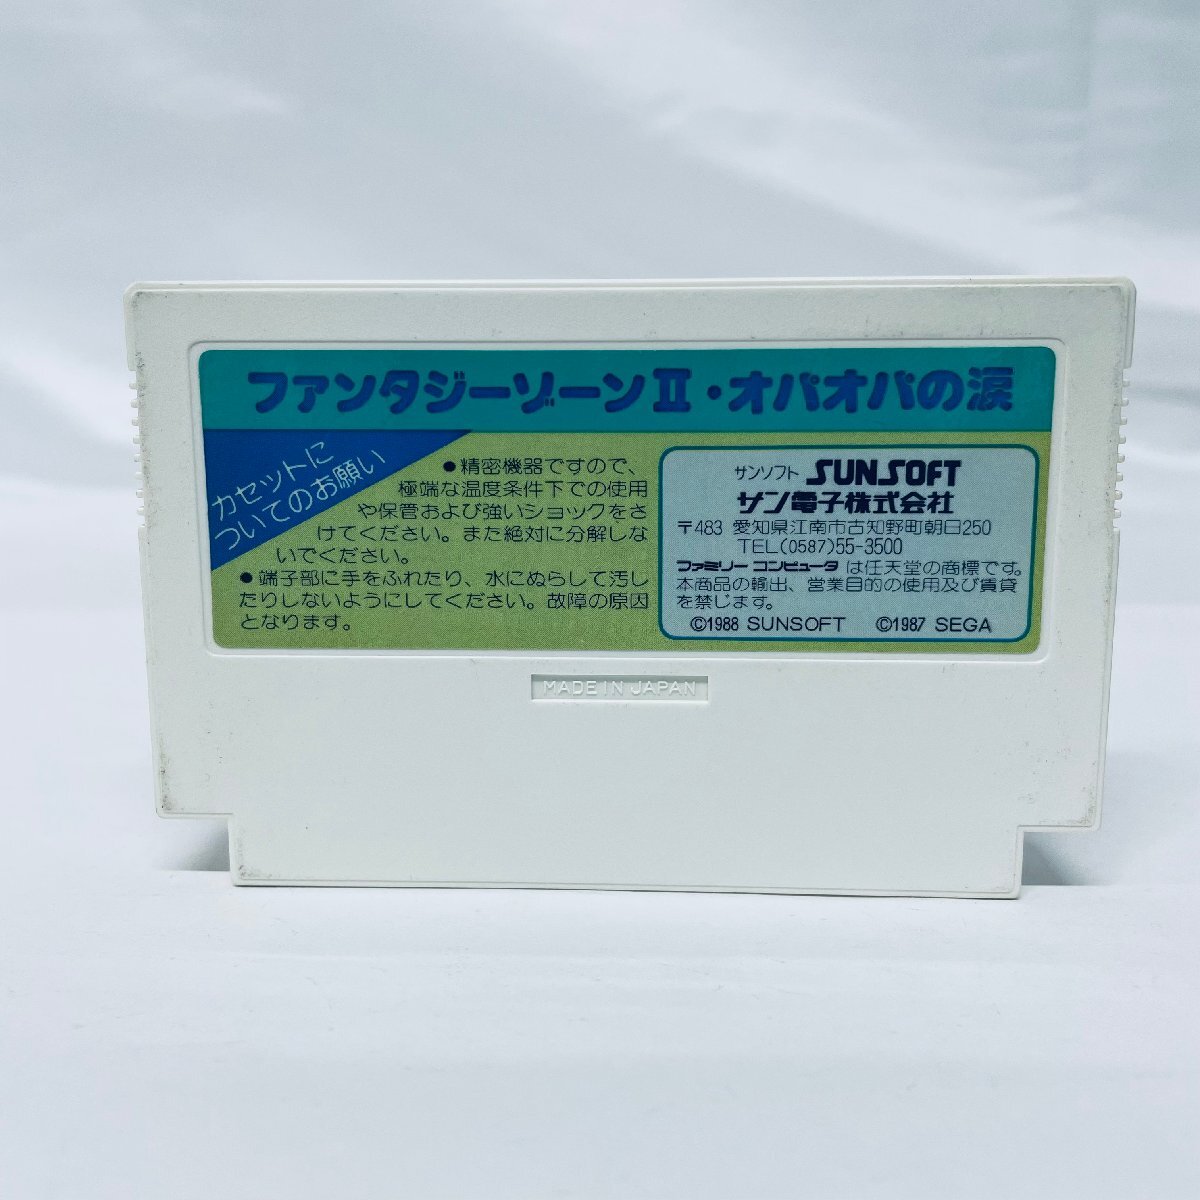 ファンタジーゾーンⅡ・オパオパの涙
カセットに
ついてのお願い
●精密機器ですので、
極端な温度条件下での使用
や保管および強いショックをさ
けてください。また絶対に分解しな
いでください。
●端子部に手をふれたり、水にぬらして汚し
たりしないようにしてください。故障の原因
となります。
サンソフト SUNSOFT
サン電子株式会社
〒483 愛知県江南市古知野町朝日250
TEL(0587)55-3500
ファミリー コンピュータ は任天堂の商標です。
本商品の輸出、営業目的の使用及び賃貸
を禁じます。
©1988 SUNSOFT ©1987 SEGA
MADE IN JAPAN